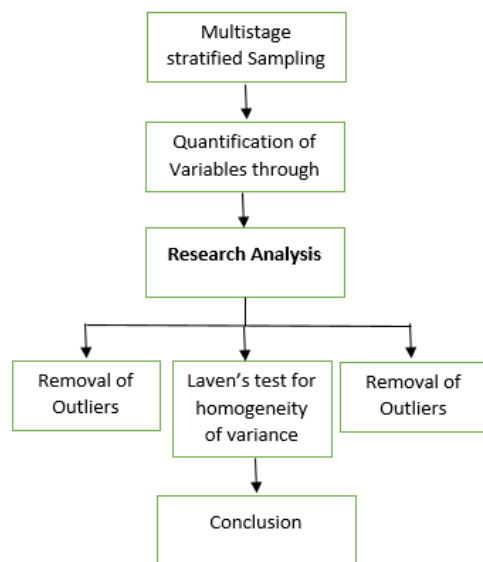 Multistage
stratified Sampling
Quantification of
Variables through
Research Analysis
Removal of
Outliers
Laven's test for
homogeneity
of variance
Removal of
Outliers
Conclusion